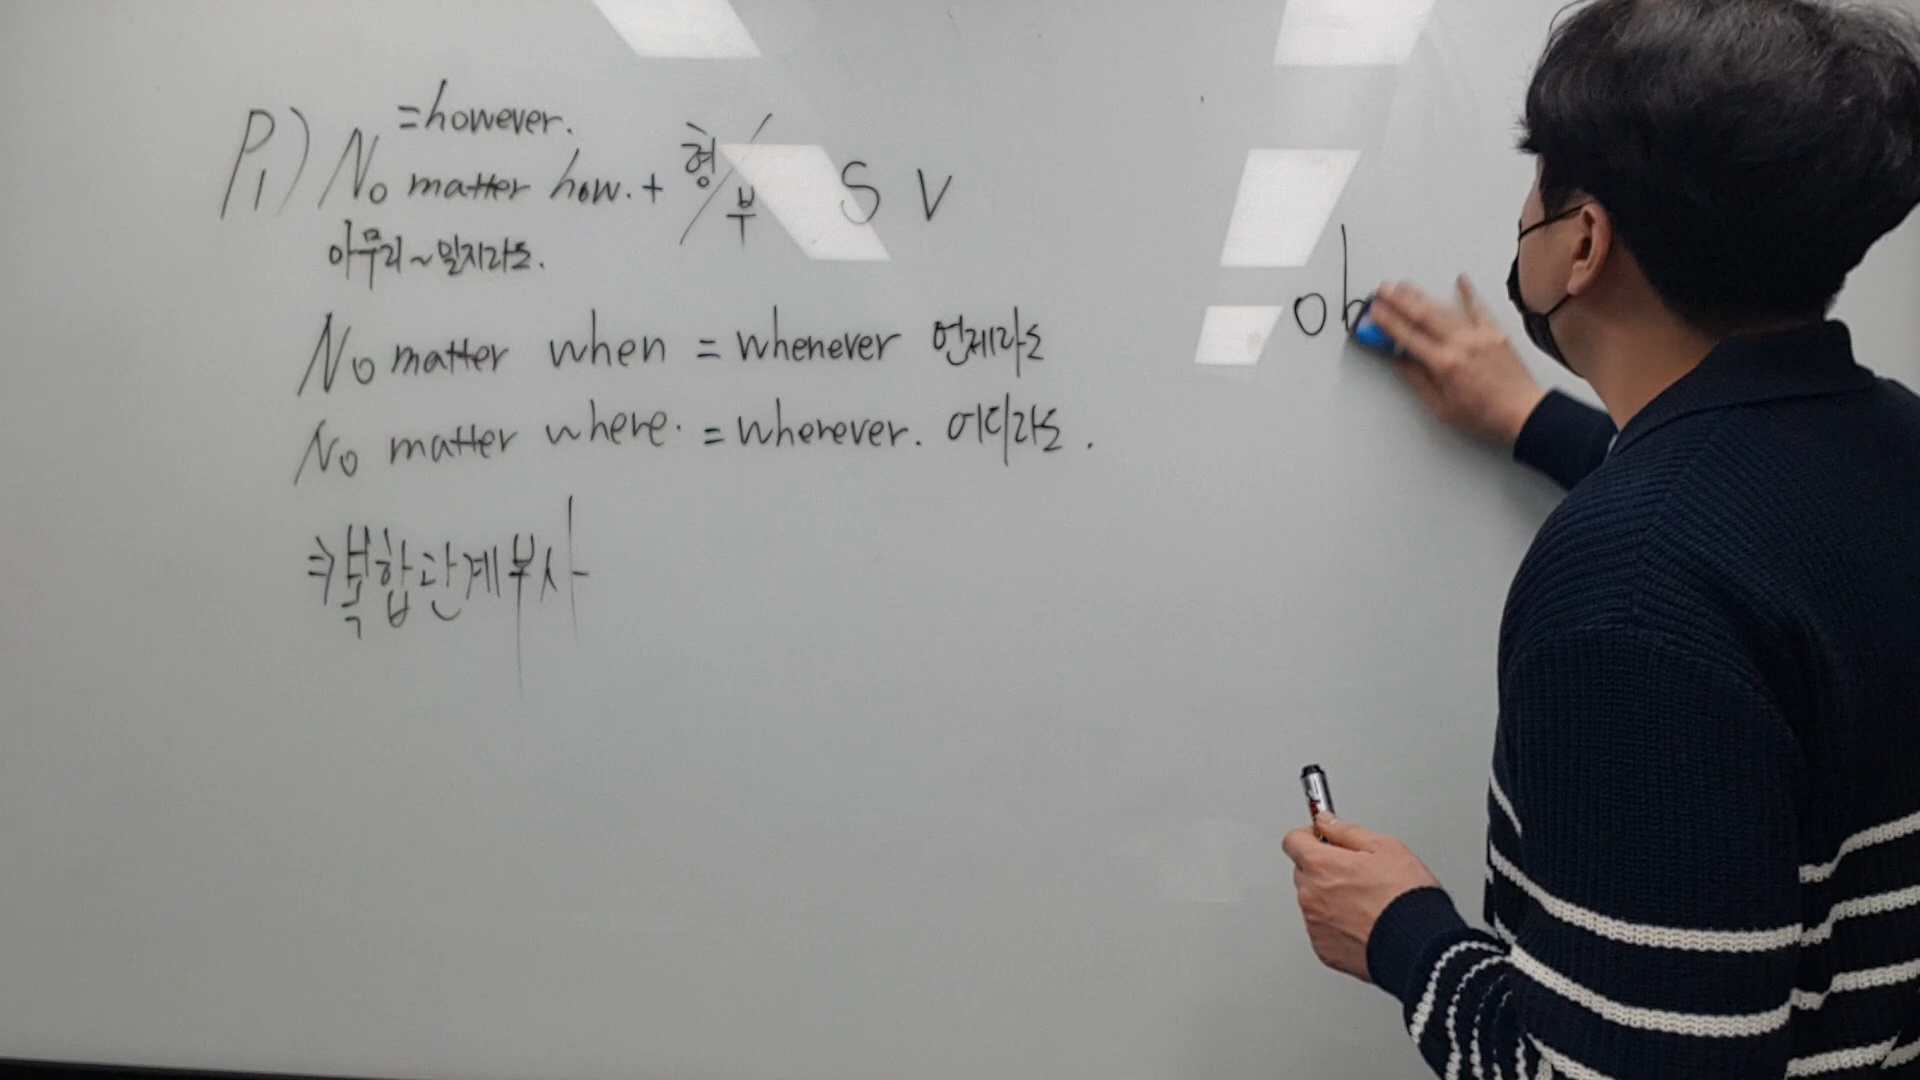 =however.
P1) No matter how. + 형/부 S V
아무리~일지라도.
No matter when = whenever 언제라도
No matter where. = wherever. 어디라도.
⇒복합관계부사
ob